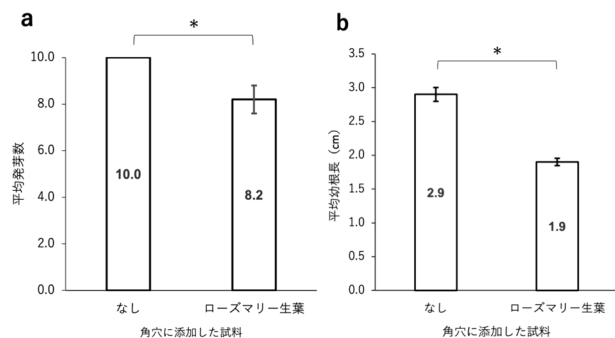 a
*
10.0
8.0
6.0
4.0
2.0
0.0
平均発芽数
10.0
8.2
なし
ローズマリー生葉
角穴に添加した試料
b
*
3.5
3.0
2.5
2.0
1.5
1.0
0.5
0.0
平均幼根長（cm）
2.9
1.9
なし
ローズマリー生葉
角穴に添加した試料